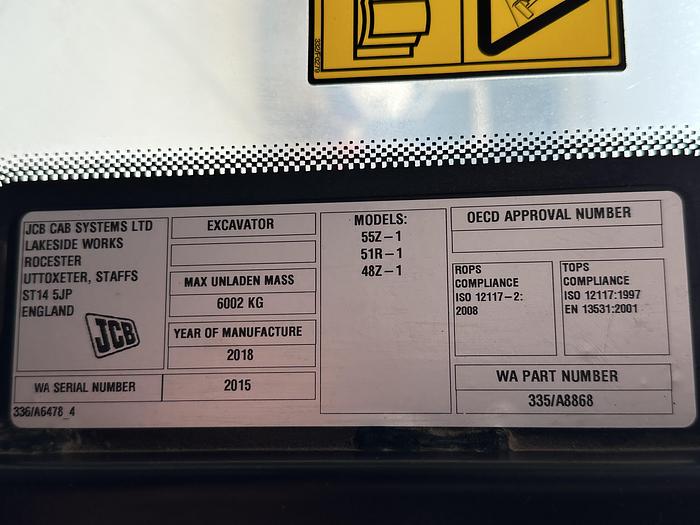 JCB CAB SYSTEMS LTD
LAKESIDE WORKS
ROCESTER
UTTOXETER, STAFFS
ST14 5JP
ENGLAND
JCB
WA SERIAL NUMBER
2015
336/A6478_4
EXCAVATOR
MAX UNLADEN MASS
6002 KG
YEAR OF MANUFACTURE
2018
MODELS:
55Z-1
51R-1
48Z-1
OECD APPROVAL NUMBER
ROPS
COMPLIANCE
ISO 12117-2:
2008
TOPS
COMPLIANCE
ISO 12117:1997
EN 13531:2001
WA PART NUMBER
335/A8868